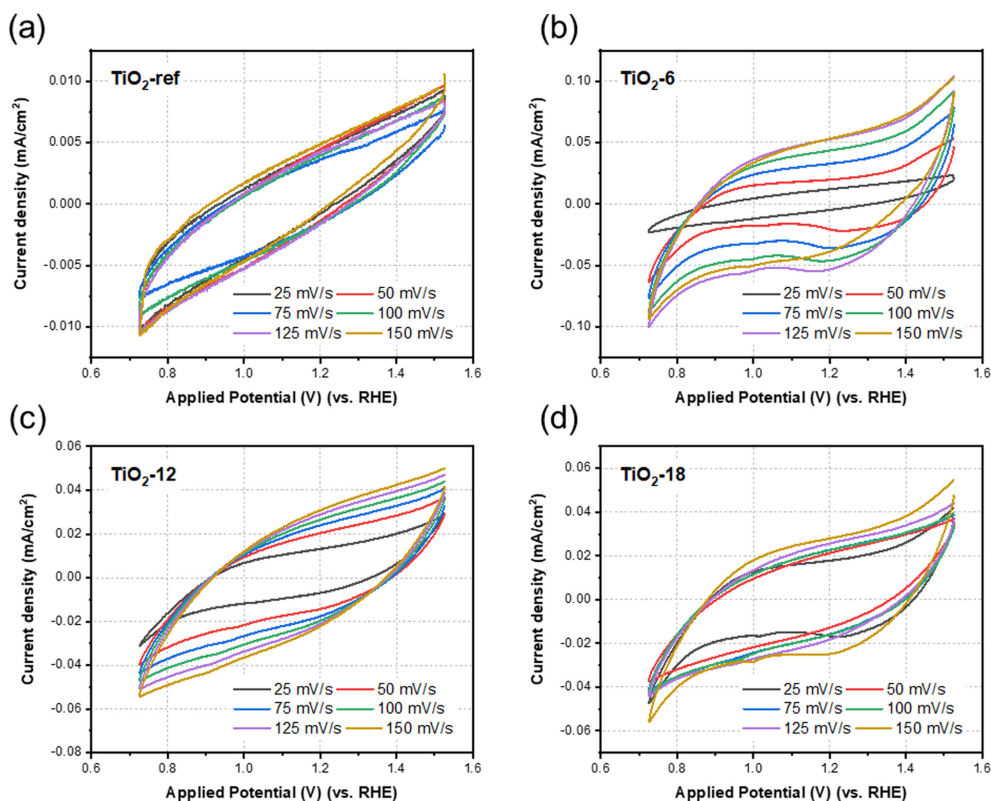 (a)
TiO2-ref
Current density (mA/cm2)
0.010
0.005
0.000
-0.005
-0.010
25 mV/s 50 mV/s
75 mV/s 100 mV/s
125 mV/s 150 mV/s
0.6 0.8 1.0 1.2 1.4 1.6
Applied Potential (V) (vs. RHE)
(b)
TiO2-6
Current density (mA/cm2)
0.10
0.05
0.00
-0.05
-0.10
25 mV/s 50 mV/s
75 mV/s 100 mV/s
125 mV/s 150 mV/s
0.6 0.8 1.0 1.2 1.4 1.6
Applied Potential (V) (vs. RHE)
(c)
TiO2-12
Current density (mA/cm2)
0.06
0.04
0.02
0.00
-0.02
-0.04
-0.06
-0.08
25 mV/s 50 mV/s
75 mV/s 100 mV/s
125 mV/s 150 mV/s
0.6 0.8 1.0 1.2 1.4 1.6
Applied Potential (V) (vs. RHE)
(d)
TiO2-18
Current density (mA/cm2)
0.06
0.04
0.02
0.00
-0.02
-0.04
-0.06
25 mV/s 50 mV/s
75 mV/s 100 mV/s
125 mV/s 150 mV/s
0.6 0.8 1.0 1.2 1.4 1.6
Applied Potential (V) (vs. RHE)